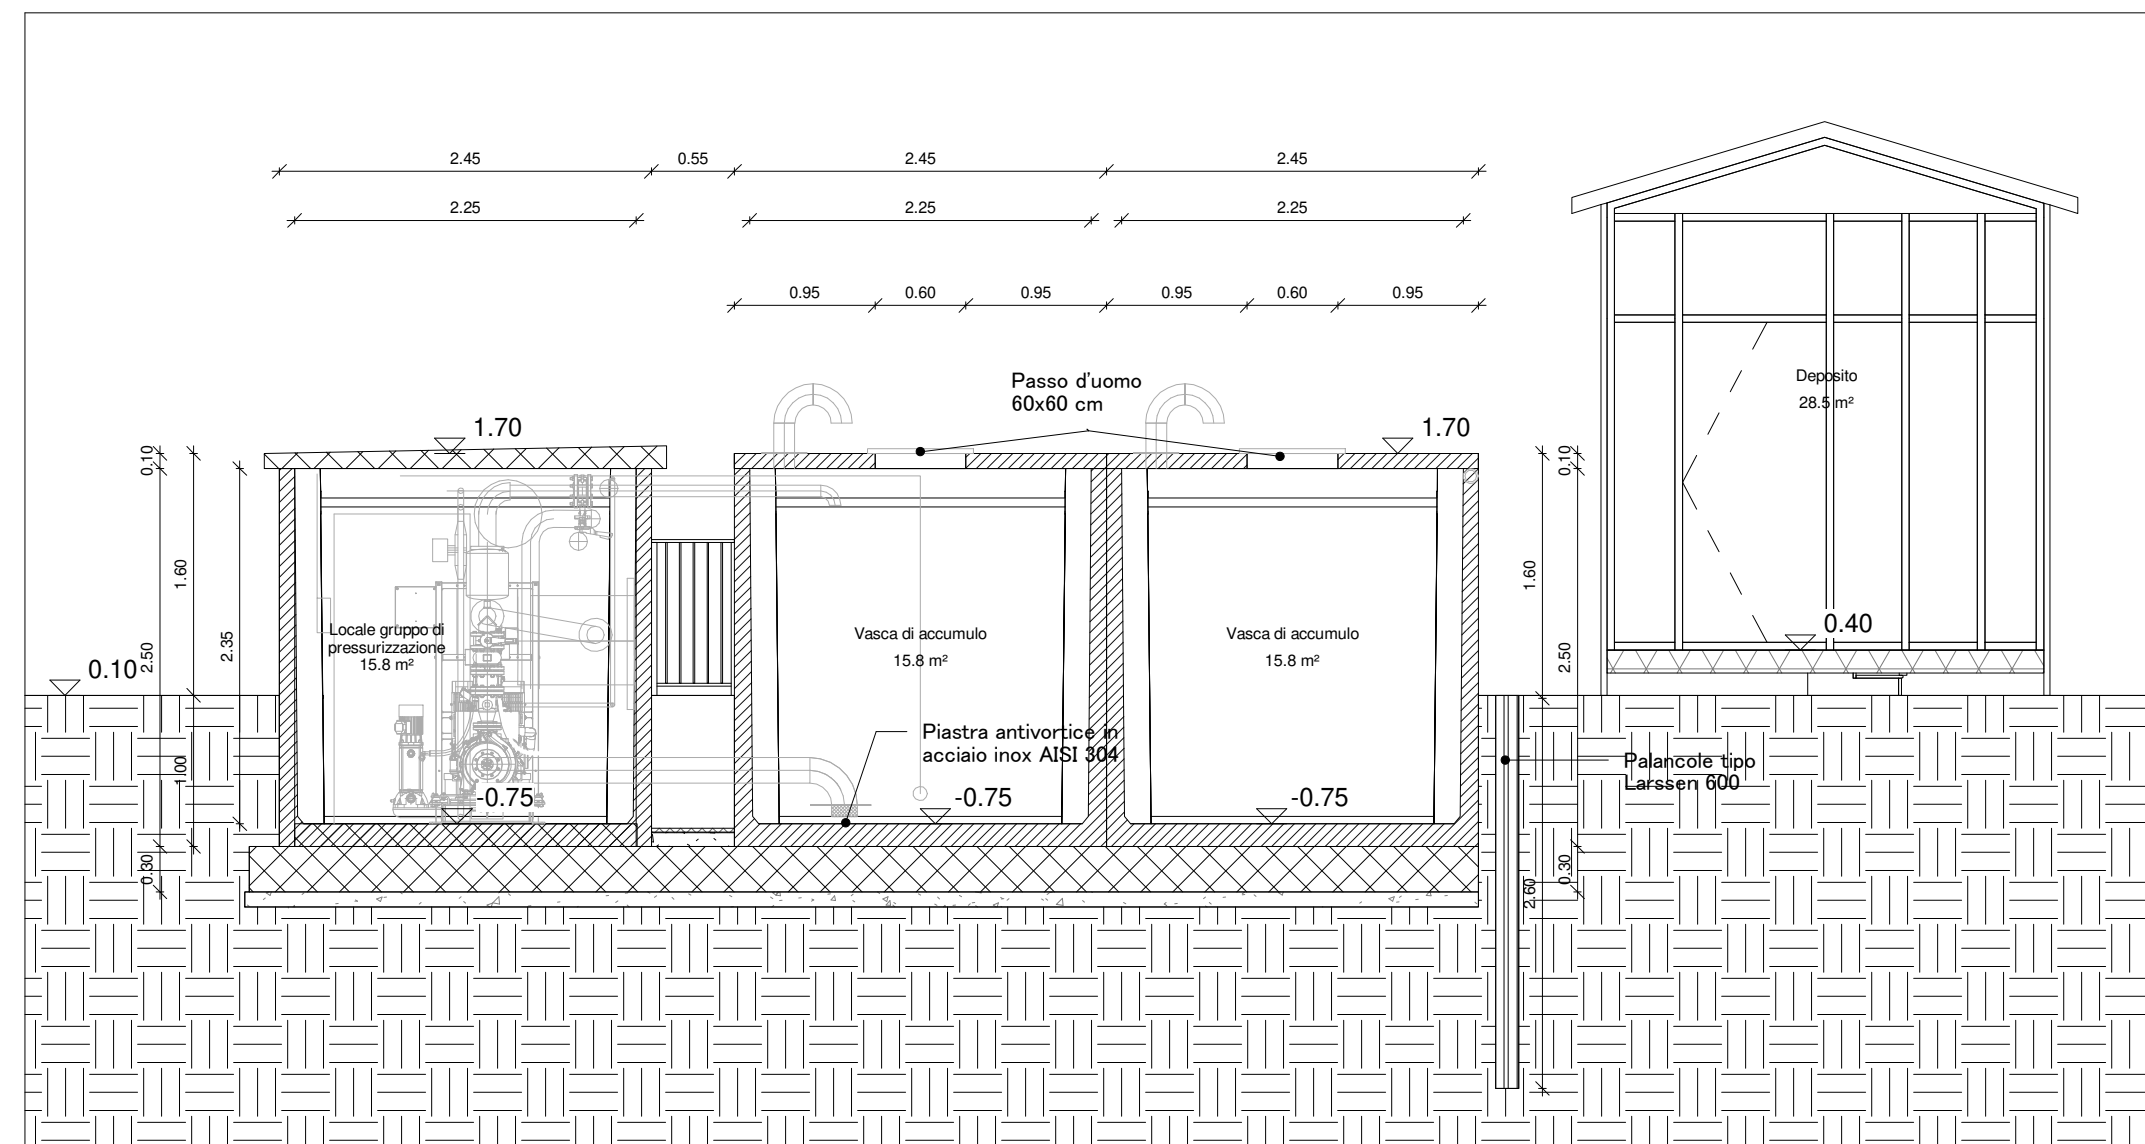 2.45
0.55
2.45
2.45
2.25
2.25
2.25
0.95
0.60
0.95
0.95
0.60
0.95
Passo d'uomo
60x60 cm
Deposito
28.5 m²
1.70
1.70
0.10
0.10
1.60
1.60
2.35
2.50
2.50
Locale gruppo di
pressurizzazione
15.8 m²
Vasca di accumulo
15.8 m²
Vasca di accumulo
15.8 m²
0.40
0.10
Piastra antivortice in
acciaio inox AISI 304
Palancole tipo
Larssen 600
1.00
-0.75
-0.75
-0.75
0.30
0.30
2.60